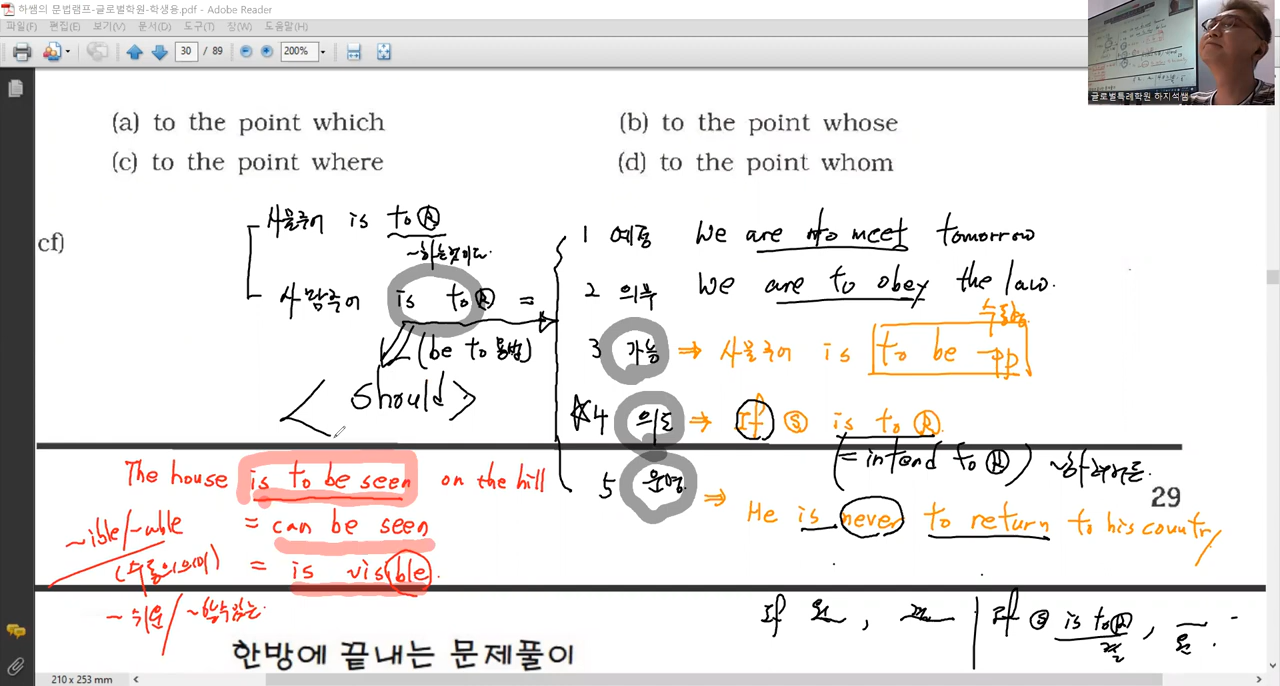 하쌤의 문법램프-글로벌학원-학생용.pdf - Adobe Reader
파일(F) 편집(E) 보기(V) 문서(D) 도구(T) 창(W) 도움말(H)
30 / 89 200%
글로벌특례학원 하지석쌤
(a) to the point which (b) to the point whose
(c) to the point where (d) to the point whom
cf)
사물주어 is to Ⓡ
~하는것이다.
사람주어 is to Ⓡ =
(be to 용법)
< should >
1 예정 We are to meet tomorrow
2 의무 We are to obey the law.
수동
3 가능 ⇒ 사물주어 is to be -pp
☆4 의도 ⇒ If Ⓢ is to Ⓡ
(= intend to Ⓡ) ~하려면
5 운명 ⇒ He is never to return to his country
29
The house is to be seen on the hill
= can be seen
~ible/~able
(수동의의미) = is visible.
~쉬운 / ~할수있는
If , | If Ⓢ is to Ⓡ,
한방에 끝내는 문제풀이
210 x 253 mm